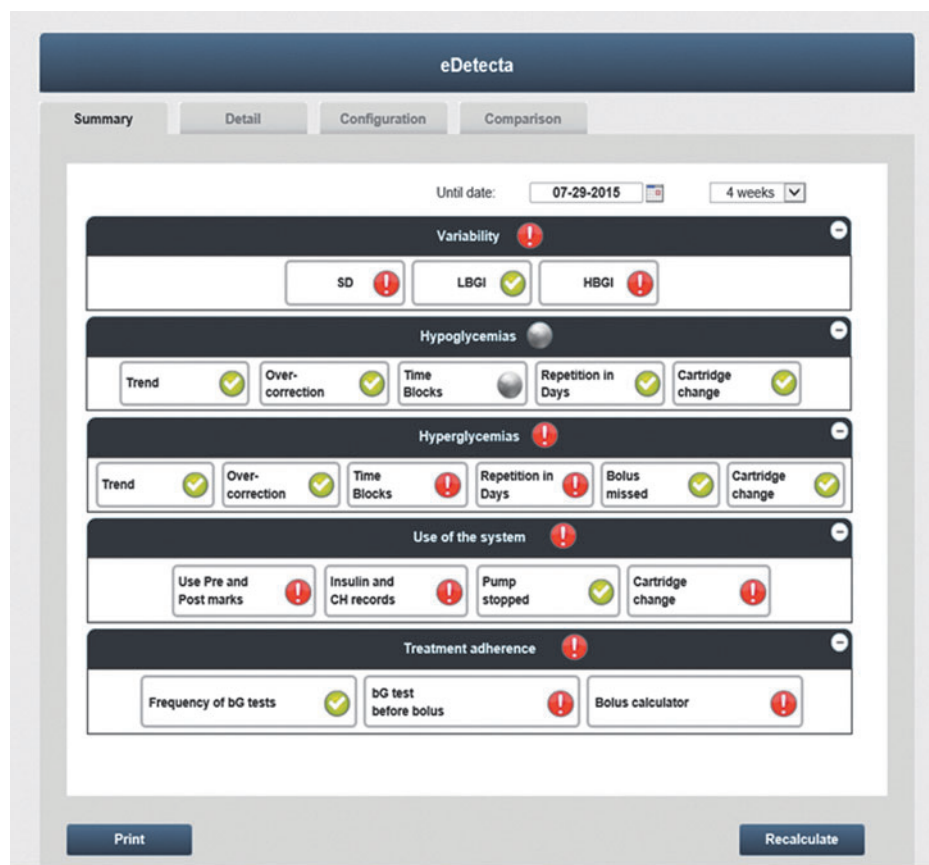 eDetecta
Summary Detail Configuration Comparison
Until date: 07-29-2015 4 weeks
Variability
SD LBGI HBGI
Hypoglycemias
Trend
Over-
correction
Time
Blocks
Repetition in
Days
Cartridge
change
Hyperglycemias
Trend
Over-
correction
Time
Blocks
Repetition in
Days
Bolus
missed
Cartridge
change
Use of the system
Use Pre and
Post marks
Insulin and
CH records
Pump
stopped
Cartridge
change
Treatment adherence
Frequency of bG tests
bG test
before bolus
Bolus calculator
Print Recalculate